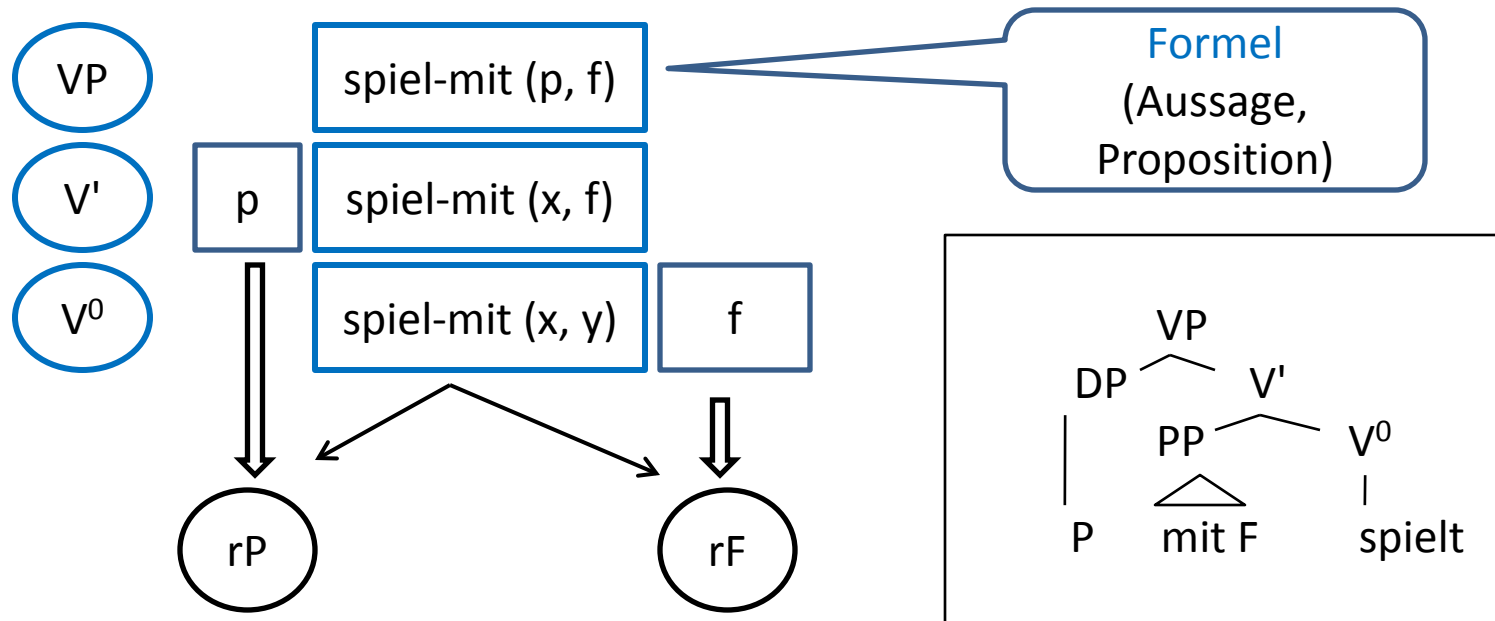 VP
spiel-mit (p, f)
Formel
(Aussage,
Proposition)
V'
p
spiel-mit (x, f)
V⁰
spiel-mit (x, y)
f
rP
rF
VP
DP
V'
PP
V⁰
P
mit F
spielt